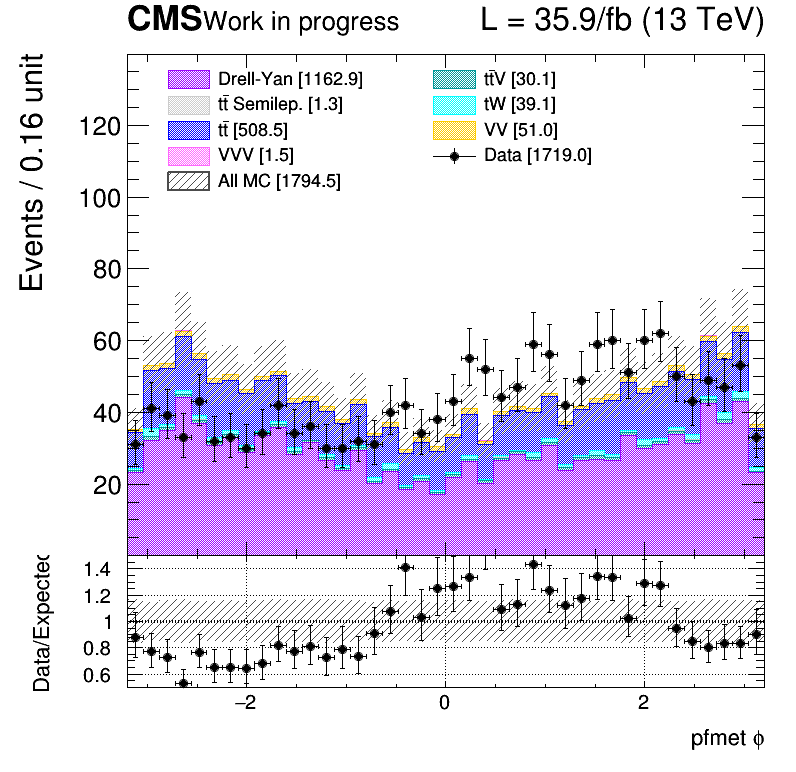 CMS Work in progress L = 35.9/fb (13 TeV)
Events / 0.16 unit
Drell-Yan [1162.9]
tt̄ Semilep. [1.3]
tt̄ [508.5]
VVV [1.5]
All MC [1794.5]
tt̄V [30.1]
tW [39.1]
VV [51.0]
Data [1719.0]
120
100
80
60
40
20
Data/Expected
1.4
1.2
1
0.8
0.6
−2 0 2
pfmet ϕ